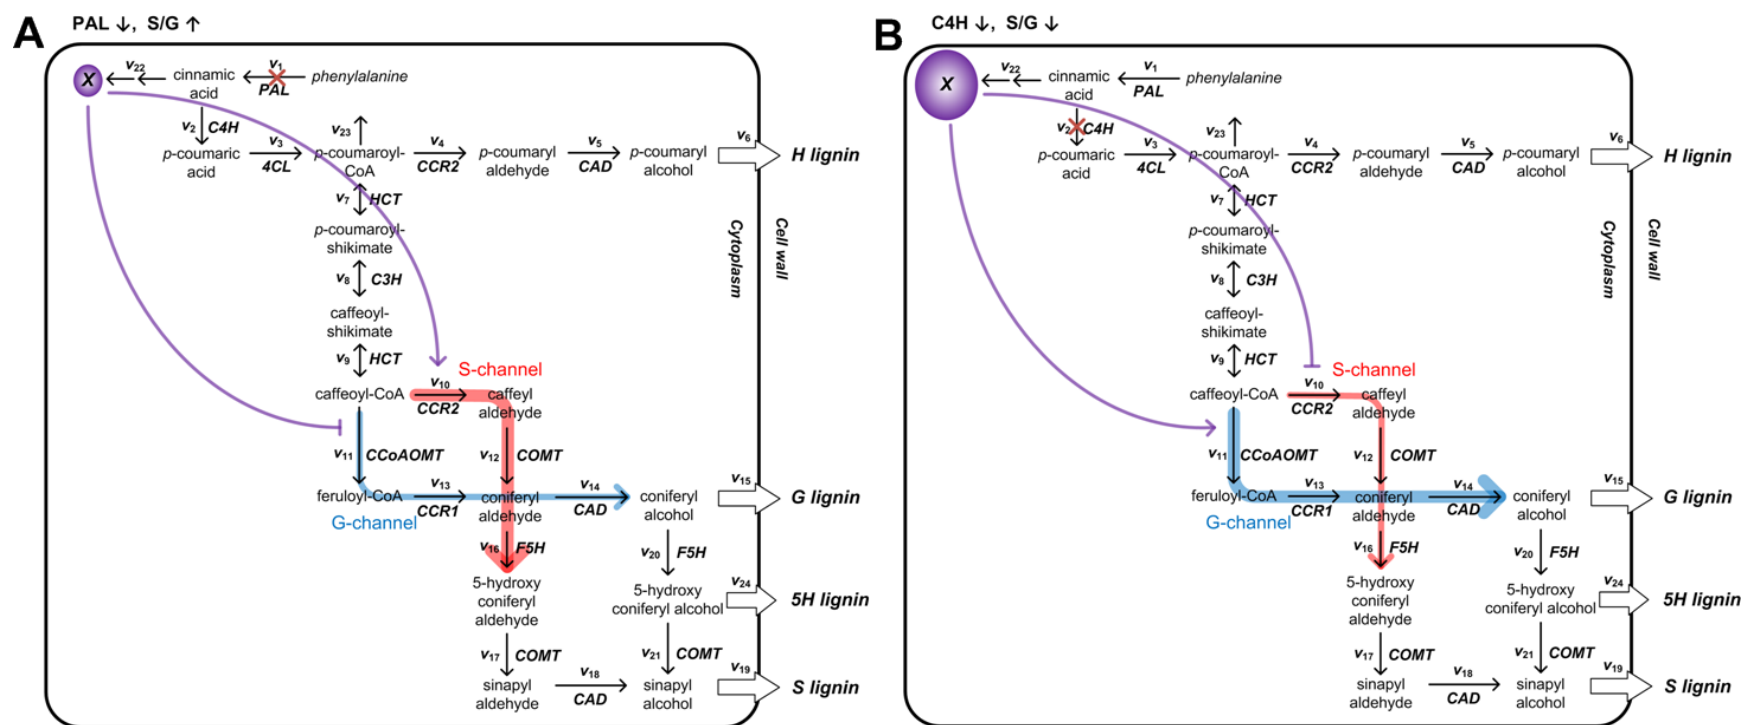 A
PAL ↓, S/G ↑
X
v22
cinnamic
acid
v1
PAL
phenylalanine
v2
C4H
p-coumaric
acid
v3
4CL
v23
p-coumaroyl-
CoA
v4
CCR2
p-coumaryl
aldehyde
v5
CAD
p-coumaryl
alcohol
v6
H lignin
v7
HCT
p-coumaroyl-
shikimate
v8
C3H
caffeoyl-
shikimate
v9
HCT
Cytoplasm
Cell wall
S-channel
caffeoyl-CoA
v10
CCR2
caffeyl
aldehyde
v11
CCoAOMT
v12
COMT
feruloyl-CoA
v13
CCR1
coniferyl
aldehyde
v14
CAD
coniferyl
alcohol
v15
G lignin
G-channel
v16
F5H
v20
F5H
5-hydroxy
coniferyl
aldehyde
5-hydroxy
coniferyl alcohol
v24
5H lignin
v17
COMT
v21
COMT
sinapyl
aldehyde
v18
CAD
sinapyl
alcohol
v19
S lignin
B
C4H ↓, S/G ↓
X
v22
cinnamic
acid
v1
PAL
phenylalanine
v2
C4H
p-coumaric
acid
v3
4CL
v23
p-coumaroyl-
CoA
v4
CCR2
p-coumaryl
aldehyde
v5
CAD
p-coumaryl
alcohol
v6
H lignin
v7
HCT
p-coumaroyl-
shikimate
v8
C3H
caffeoyl-
shikimate
v9
HCT
Cytoplasm
Cell wall
S-channel
caffeoyl-CoA
v10
CCR2
caffeyl
aldehyde
v11
CCoAOMT
v12
COMT
feruloyl-CoA
v13
CCR1
coniferyl
aldehyde
v14
CAD
coniferyl
alcohol
v15
G lignin
G-channel
v16
F5H
v20
F5H
5-hydroxy
coniferyl
aldehyde
5-hydroxy
coniferyl alcohol
v24
5H lignin
v17
COMT
v21
COMT
sinapyl
aldehyde
v18
CAD
sinapyl
alcohol
v19
S lignin